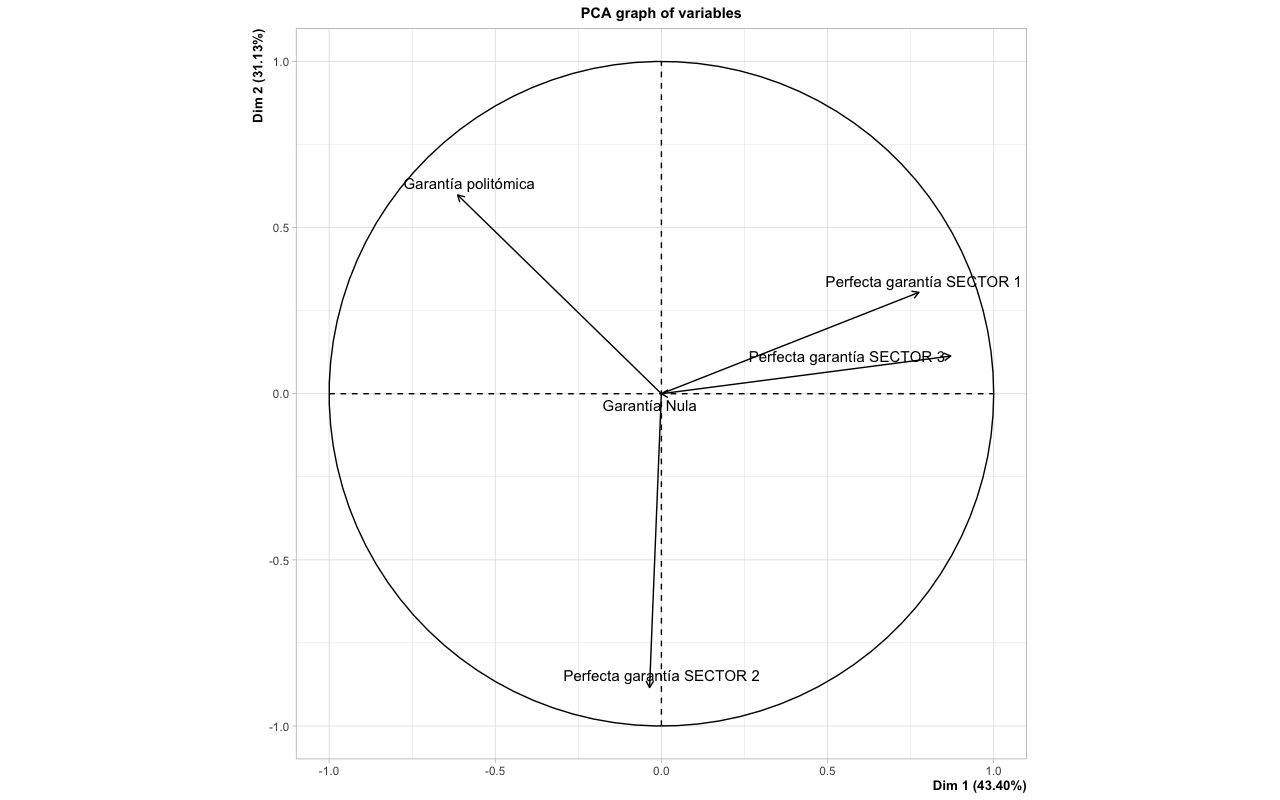 PCA graph of variables
Dim 2 (31.13%)
1.0
0.5
0.0
-0.5
-1.0
Garantía politómica
Perfecta garantía SECTOR 1
Perfecta garantía SECTOR 3
Garantía Nula
Perfecta garantía SECTOR 2
-1.0
-0.5
0.0
0.5
1.0
Dim 1 (43.40%)